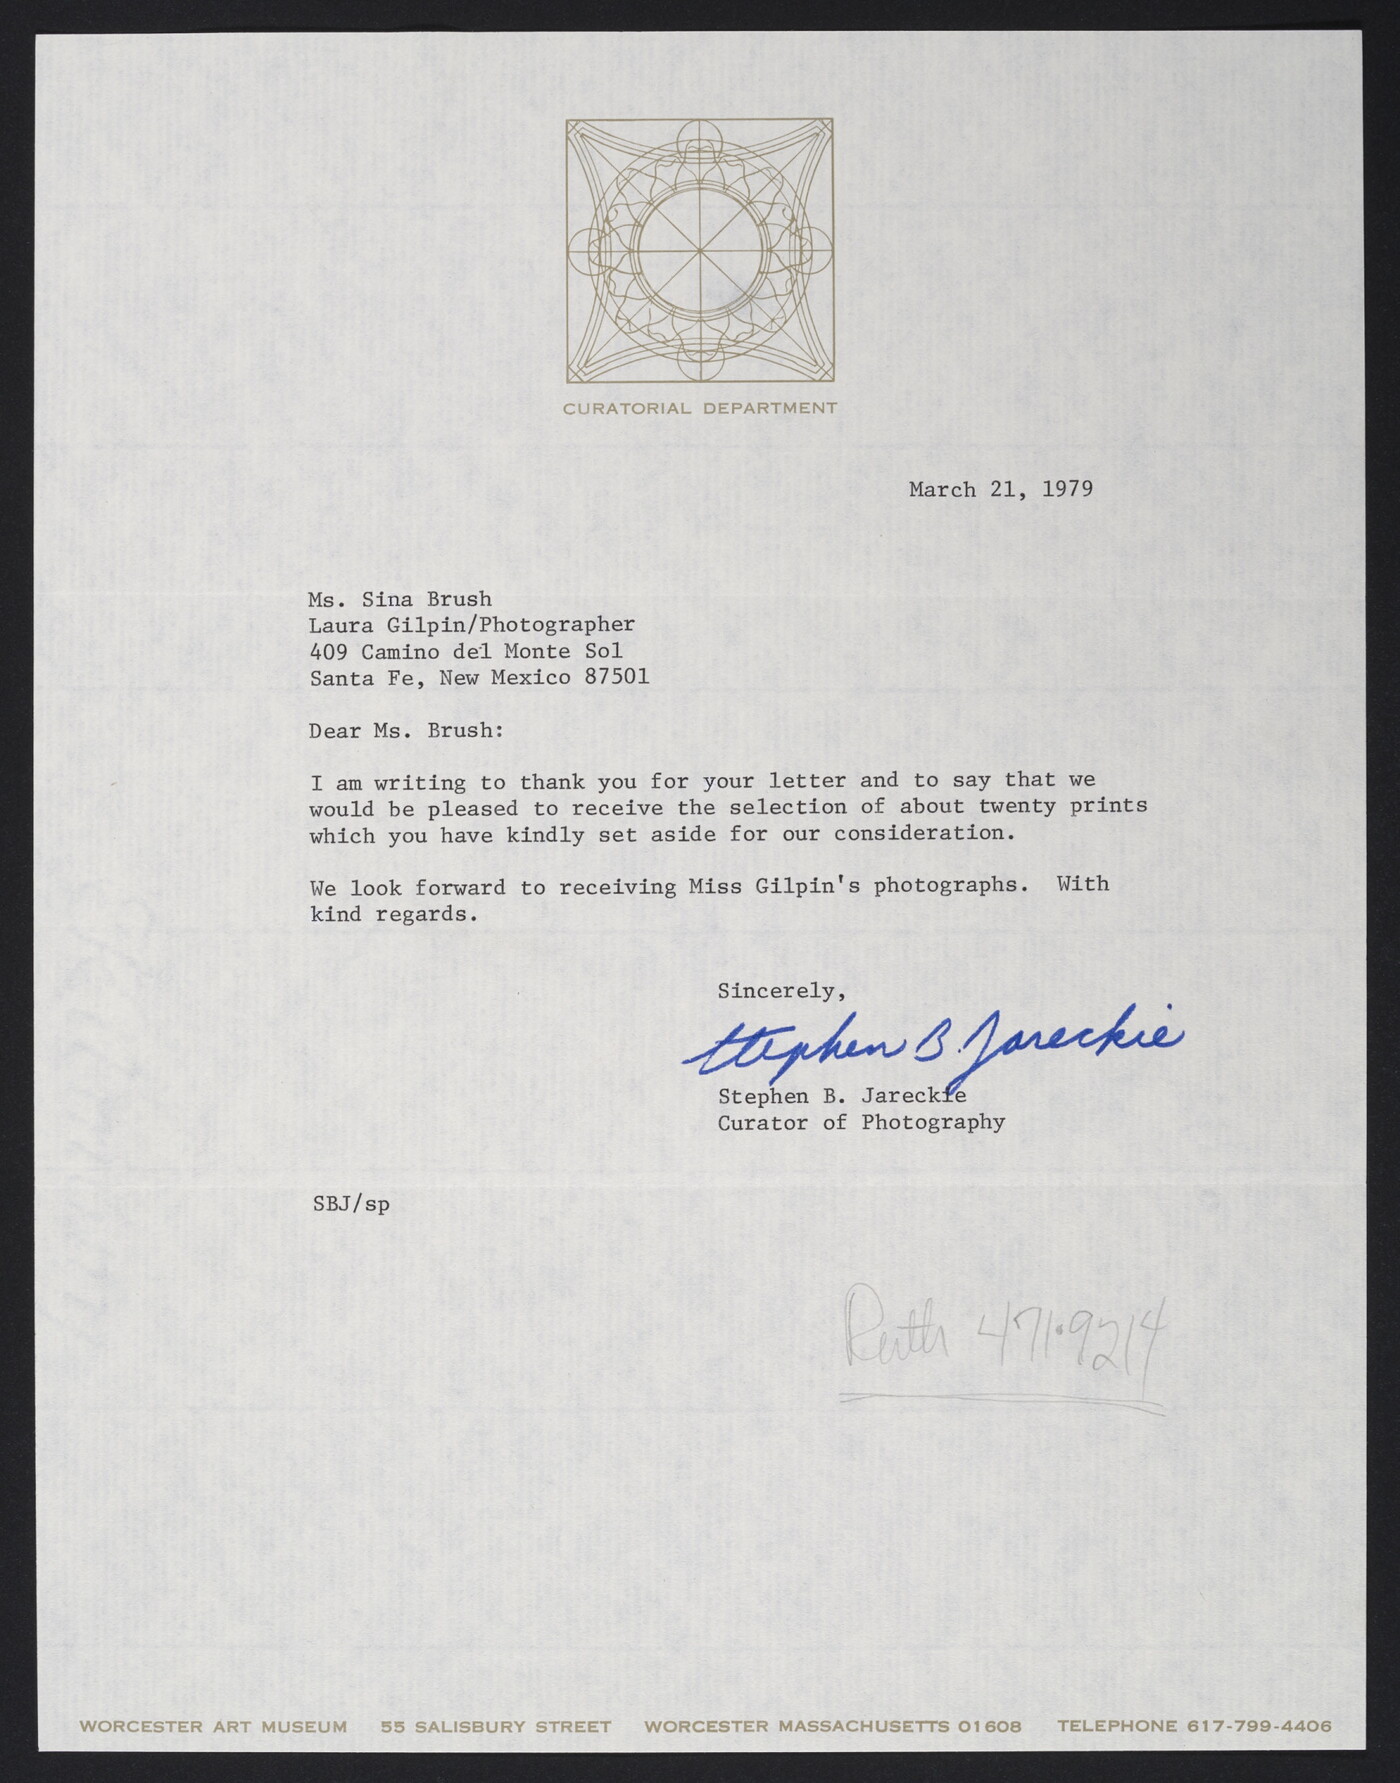 CURATORIAL DEPARTMENT
March 21, 1979
Ms. Sina Brush
Laura Gilpin/Photographer
409 Camino del Monte Sol
Santa Fe, New Mexico 87501
Dear Ms. Brush:
I am writing to thank you for your letter and to say that we
would be pleased to receive the selection of about twenty prints
which you have kindly set aside for our consideration.
We look forward to receiving Miss Gilpin's photographs.  With
kind regards.
Sincerely,
Stephen B. Jareckie
Stephen B. Jareckie
Curator of Photography
SBJ/sp
471-9214
WORCESTER ART MUSEUM 55 SALISBURY STREET WORCESTER MASSACHUSETTS 01608 TELEPHONE 617-799-4406